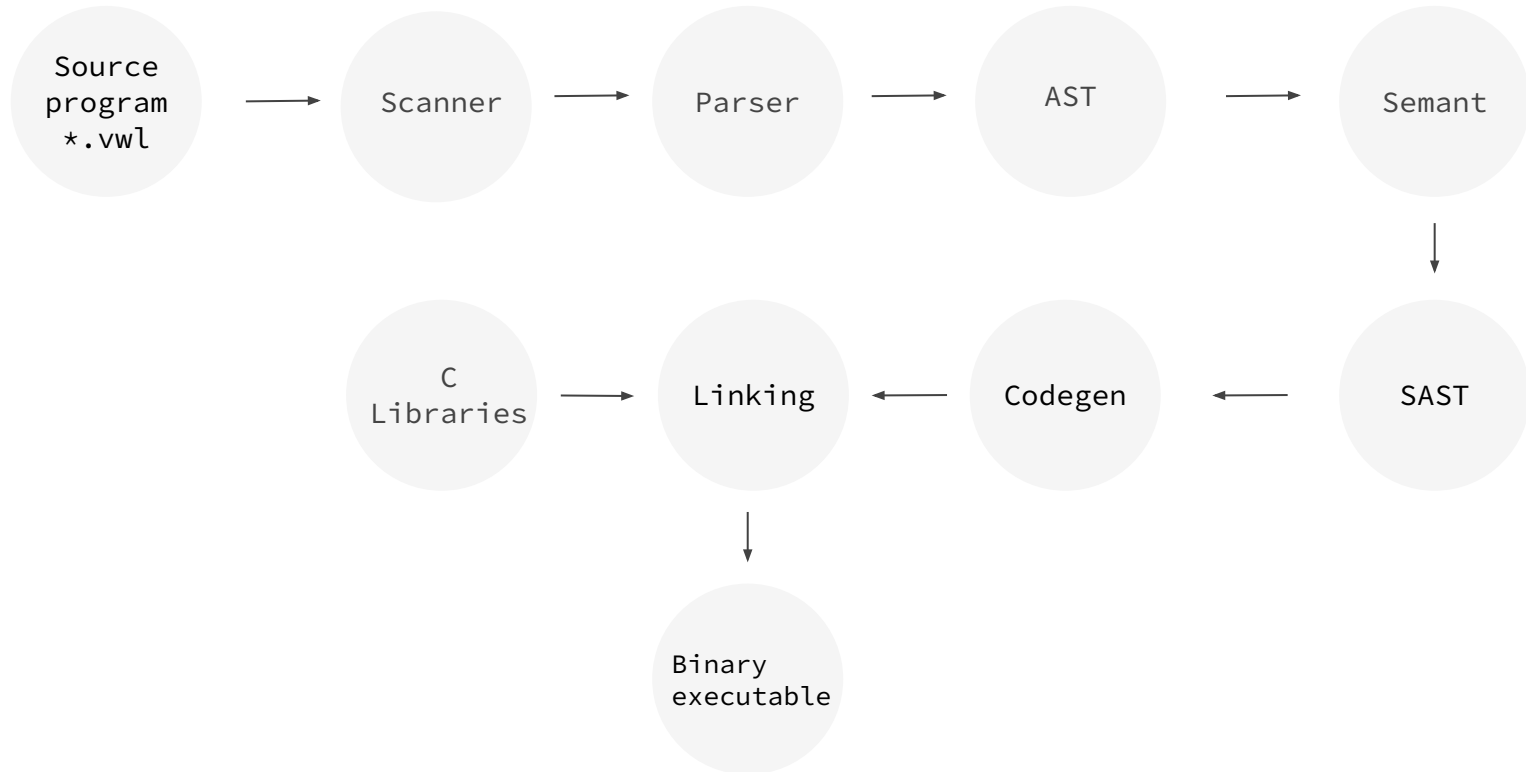 Source
program
*.vwl
Scanner
Parser
AST
Semant
C
Libraries
Linking
Codegen
SAST
Binary
executable